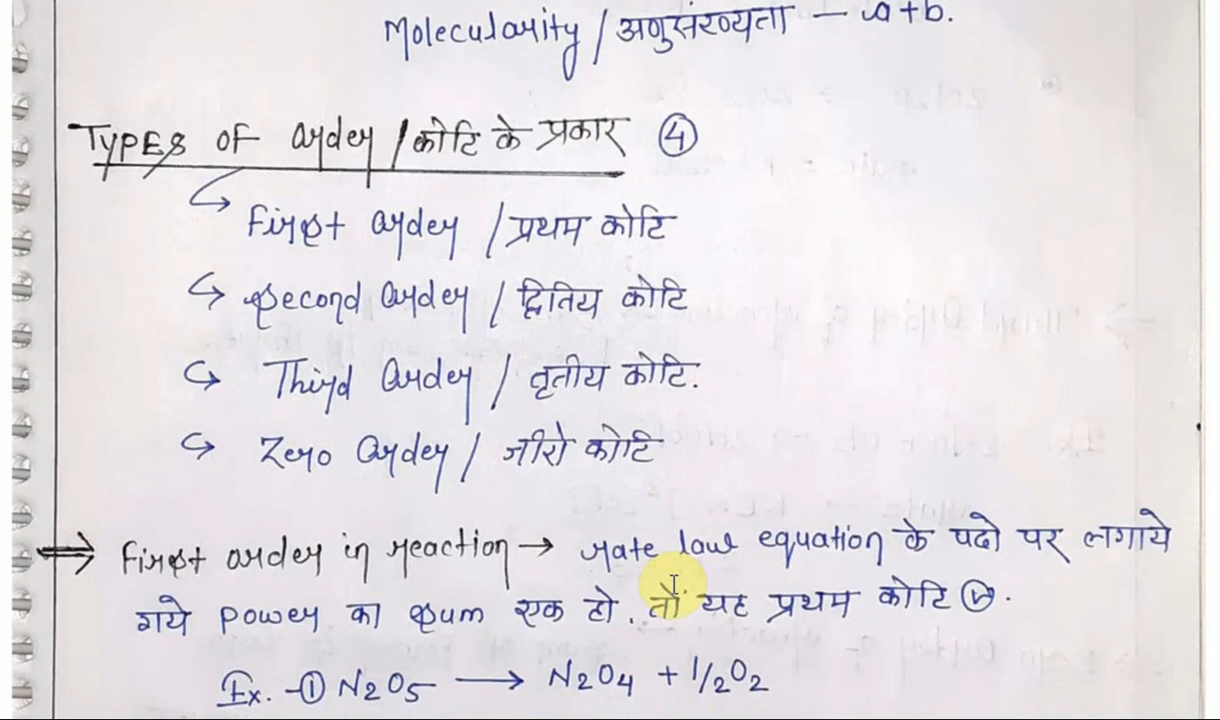 Molecularity / अणुसंख्यता — a+b.
Types of order / कोटि के प्रकार ④
First order / प्रथम कोटि
Second order / द्वितिय कोटि
Third order / तृतीय कोटि.
Zero order / जीरो कोटि
First order in reaction → rate law equation के पदो पर लगाये
गये power का sum एक हो. तो यह प्रथम कोटि
Ex. -① N2O5 → N2O4 + 1/2O2